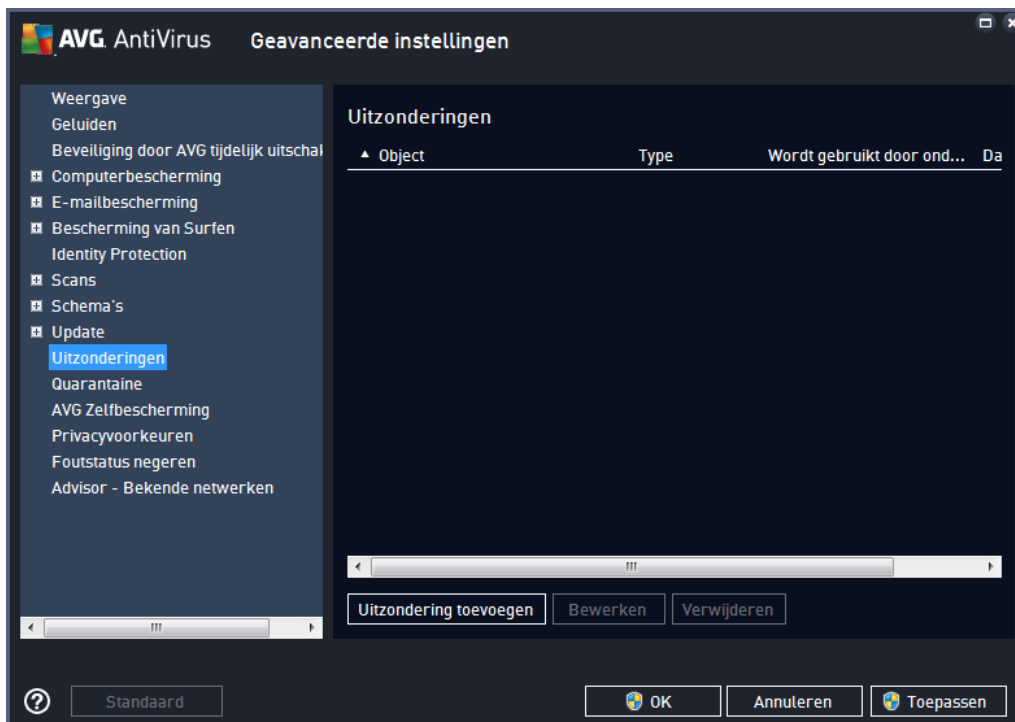 AVG. AntiVirus Geavanceerde instellingen
Weergave
Geluiden
Beveiliging door AVG tijdelijk uitschak
Computerbescherming
E-mailbescherming
Bescherming van Surfen
Identity Protection
Scans
Schema's
Update
Uitzonderingen
Quarantaine
AVG Zelfbescherming
Privacyvoorkeuren
Foutstatus negeren
Advisor - Bekende netwerken
Uitzonderingen
Object Type Wordt gebruikt door ond... Da
Uitzondering toevoegen Bewerken Verwijderen
Standaard OK Annuleren Toepassen